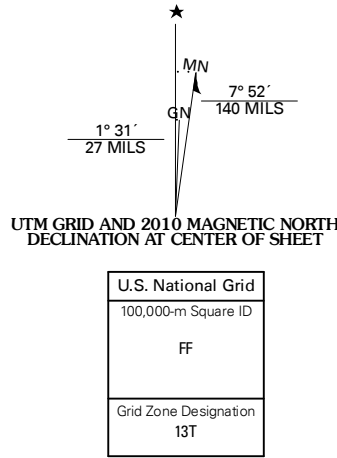 ★
MN
7° 52´
140 MILS
GN
1° 31´
27 MILS
UTM GRID AND 2010 MAGNETIC NORTH
DECLINATION AT CENTER OF SHEET
U.S. National Grid
100,000-m Square ID
FF
Grid Zone Designation
13T